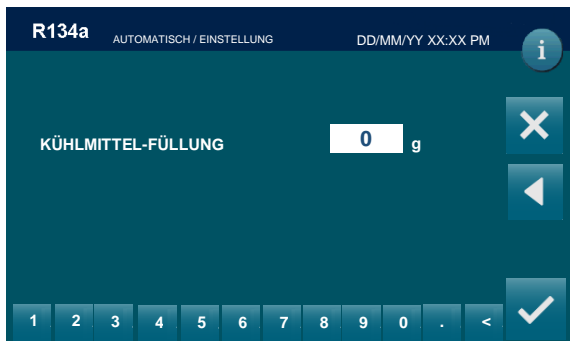 R134a AUTOMATISCH / EINSTELLUNG DD/MM/YY XX:XX PM
i
KÜHLMITTEL-FÜLLUNG 0 g
1 2 3 4 5 6 7 8 9 0 . <